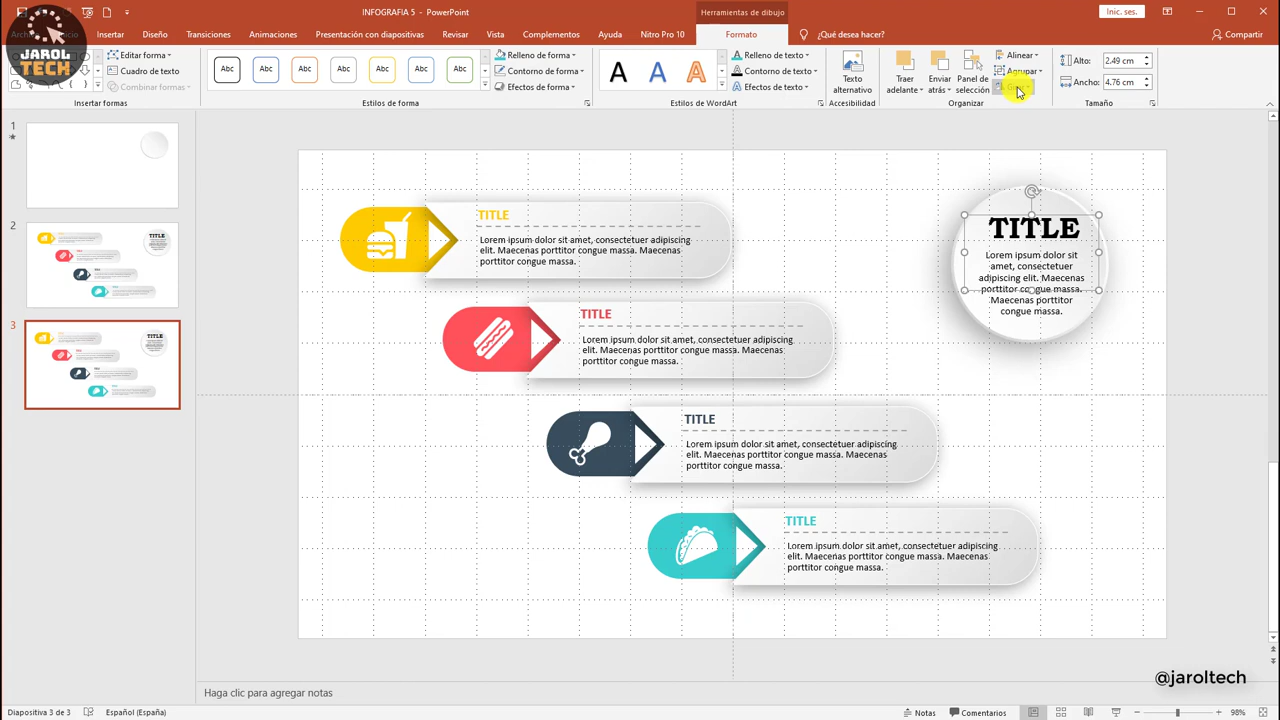 INFOGRAFIA 5 - PowerPoint
Herramientas de dibujo
Inic. ses.
JAROL
TECH
Insertar
Diseño
Transiciones
Animaciones
Presentación con diapositivas
Revisar
Vista
Complementos
Ayuda
Nitro Pro 10
Formato
¿Qué desea hacer?
Compartir
Editar forma
Cuadro de texto
Combinar formas
Insertar formas
Abc Abc Abc Abc Abc Abc Abc
Relleno de forma
Contorno de forma
Efectos de forma
Estilos de forma
A A A
Relleno de texto
Contorno de texto
Efectos de texto
Estilos de WordArt
Texto
alternativo
Accesibilidad
Traer
adelante
Enviar
atrás
Panel de
selección
Alinear
Agrupar
Organizar
Alto: 2.49 cm
Ancho: 4.76 cm
Tamaño
1
2
3
TITLE
Lorem ipsum dolor sit amet, consectetuer adipiscing
elit. Maecenas porttitor congue massa. Maecenas
porttitor congue massa.
TITLE
Lorem ipsum dolor sit
amet, consectetuer
adipiscing elit. Maecenas
porttitor congue massa.
Maecenas porttitor
congue massa.
TITLE
Lorem ipsum dolor sit amet, consectetuer adipiscing
elit. Maecenas porttitor congue massa. Maecenas
porttitor congue massa.
TITLE
Lorem ipsum dolor sit amet, consectetuer adipiscing
elit. Maecenas porttitor congue massa. Maecenas
porttitor congue massa.
TITLE
Lorem ipsum dolor sit amet, consectetuer adipiscing
elit. Maecenas porttitor congue massa. Maecenas
porttitor congue massa.
@jaroltech
Haga clic para agregar notas
Diapositiva 3 de 3
Español (España)
Notas
Comentarios
98%